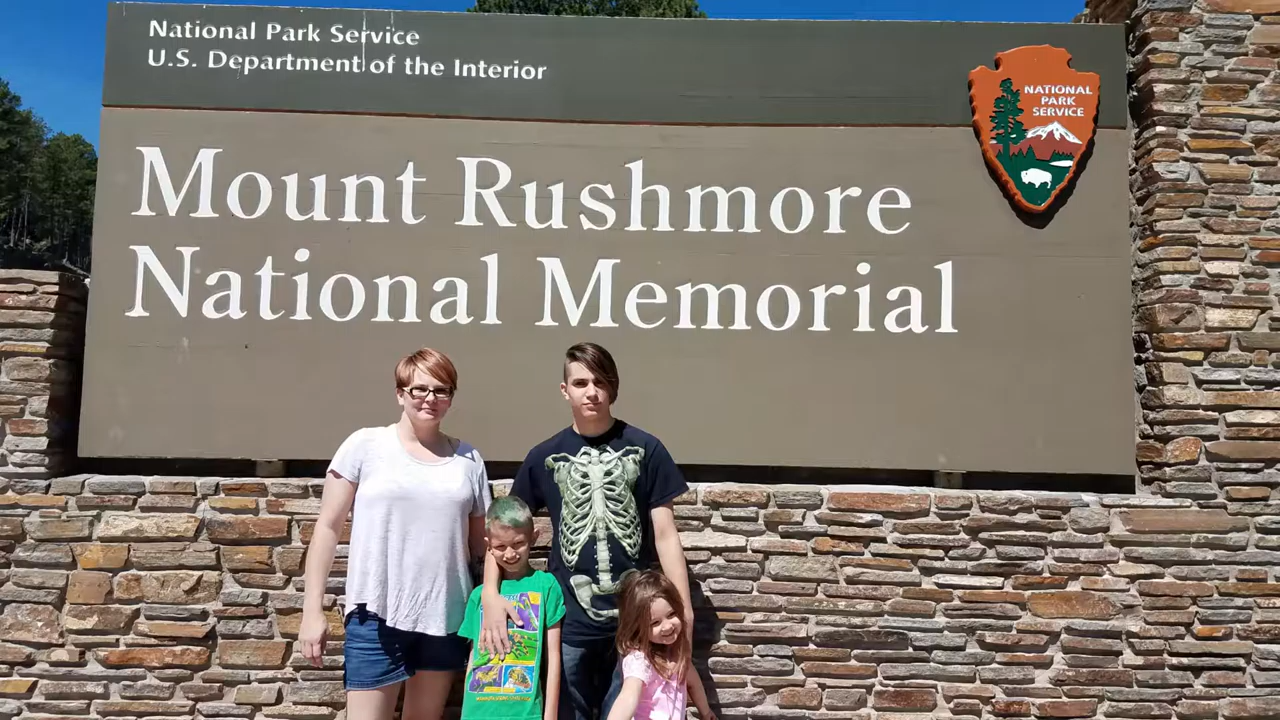 National Park Service
U.S. Department of the Interior
NATIONAL
PARK
SERVICE
Mount Rushmore
National Memorial